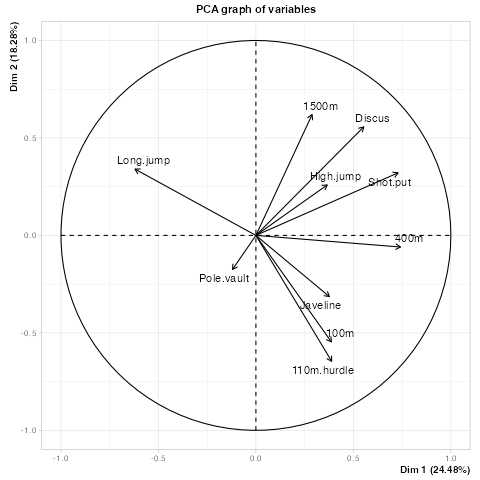 PCA graph of variables
Dim 2 (18.28%)
1.0
0.5
0.0
-0.5
-1.0
1500m
Discus
Long.jump
High.jump
Shot.put
400m
Pole.vault
Javeline
100m
110m.hurdle
-1.0
-0.5
0.0
0.5
1.0
Dim 1 (24.48%)